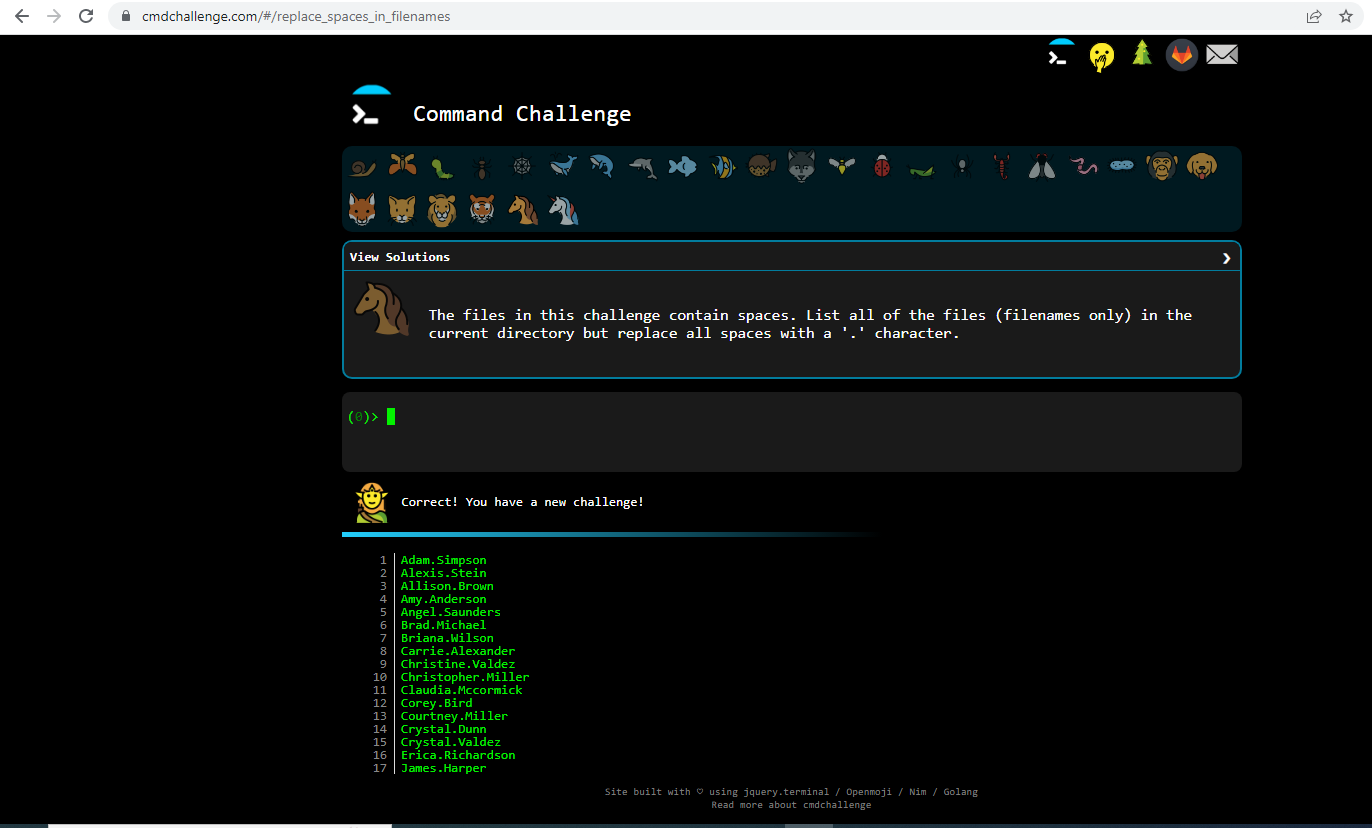 cmdchallenge.com/#/replace_spaces_in_filenames
Command Challenge
View Solutions
The files in this challenge contain spaces. List all of the files (filenames only) in the
current directory but replace all spaces with a '.' character.
(0)>
Correct! You have a new challenge!
1 Adam.Simpson
2 Alexis.Stein
3 Allison.Brown
4 Amy.Anderson
5 Angel.Saunders
6 Brad.Michael
7 Briana.Wilson
8 Carrie.Alexander
9 Christine.Valdez
10 Christopher.Miller
11 Claudia.Mccormick
12 Corey.Bird
13 Courtney.Miller
14 Crystal.Dunn
15 Crystal.Valdez
16 Erica.Richardson
17 James.Harper
Site built with ♡ using jquery.terminal / Openmoji / Nim / Golang
Read more about cmdchallenge